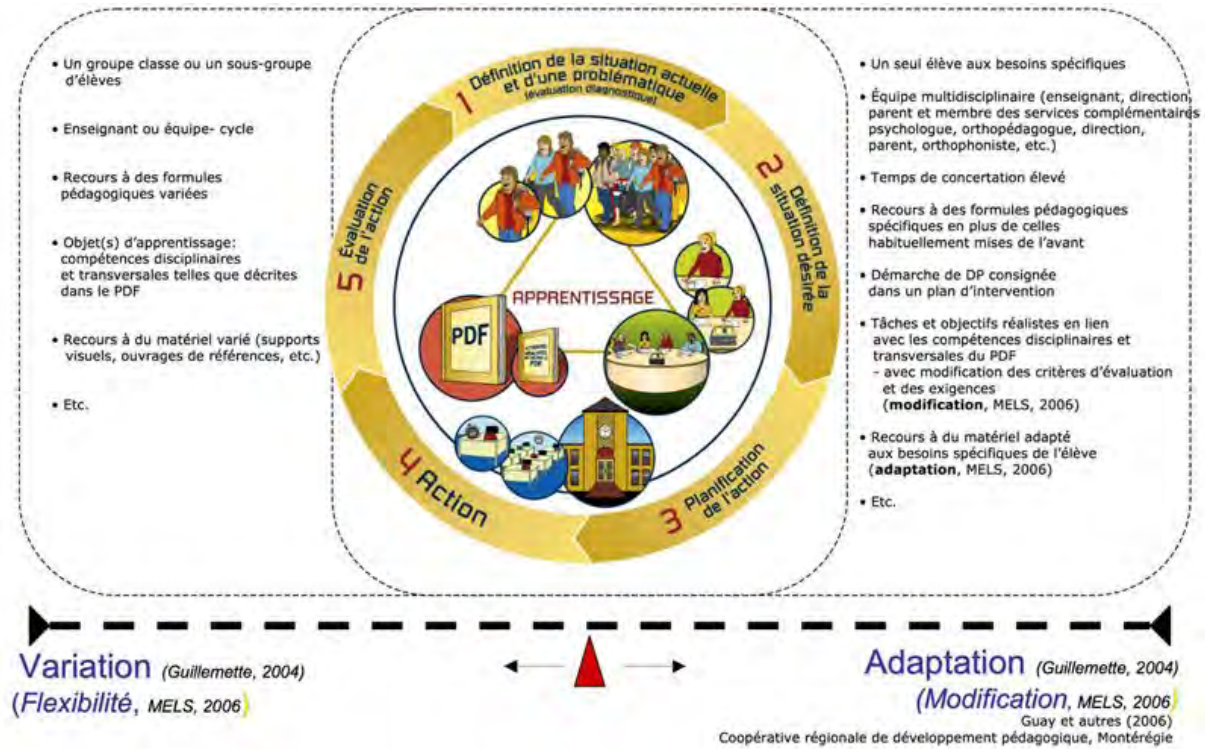 • Un groupe classe ou un sous-groupe
d'élèves
• Enseignant ou équipe- cycle
• Recours à des formules
pédagogiques variées
• Objet(s) d'apprentissage:
compétences disciplinaires
et transversales telles que décrites
dans le PDF
• Recours à du matériel varié (supports
visuels, ouvrages de références, etc.)
• Etc.
1 Définition de la situation actuelle
et d'une problématique
(évaluation diagnostique)
2 Définition de la
situation désirée
3 Planification
de l'action
4 Action
5 Évaluation
de l'action
APPRENTISSAGE
PDF
PDF
• Un seul élève aux besoins spécifiques
• Équipe multidisciplinaire (enseignant, direction,
parent et membre des services complémentaires
psychologue, orthopédagogue, direction,
parent, orthophoniste, etc.)
• Temps de concertation élevé
• Recours à des formules pédagogiques
spécifiques en plus de celles
habituellement mises de l'avant
• Démarche de DP consignée
dans un plan d'intervention
• Tâches et objectifs réalistes en lien
avec les compétences disciplinaires et
transversales du PDF
- avec modification des critères d'évaluation
et des exigences
(modification, MELS, 2006)
• Recours à du matériel adapté
aux besoins spécifiques de l'élève
(adaptation, MELS, 2006)
• Etc.
Variation (Guillemette, 2004)
(Flexibilité, MELS, 2006)
Adaptation (Guillemette, 2004)
(Modification, MELS, 2006)
Guay et autres (2006)
Coopérative régionale de développement pédagogique, Montérégie